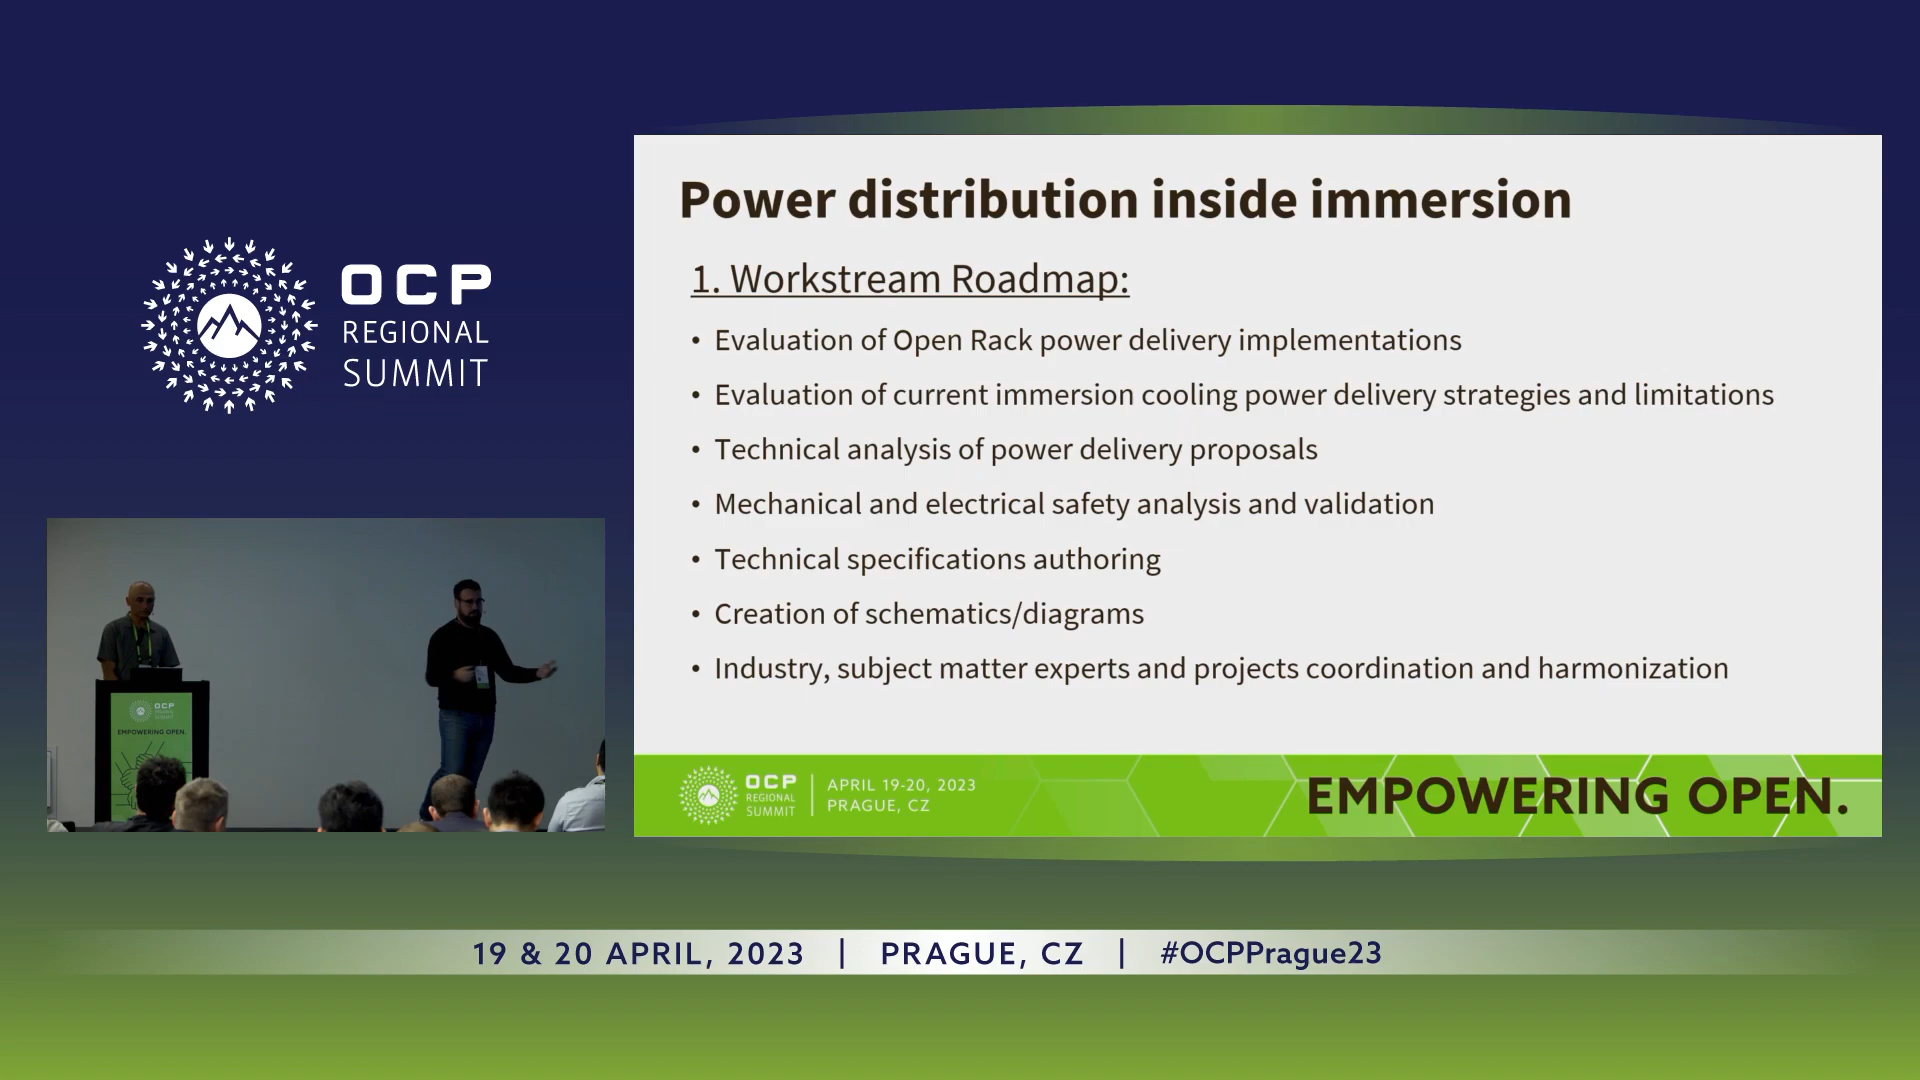 OCP
REGIONAL
SUMMIT
Power distribution inside immersion
1. Workstream Roadmap:
• Evaluation of Open Rack power delivery implementations
• Evaluation of current immersion cooling power delivery strategies and limitations
• Technical analysis of power delivery proposals
• Mechanical and electrical safety analysis and validation
• Technical specifications authoring
• Creation of schematics/diagrams
• Industry, subject matter experts and projects coordination and harmonization
OCP
REGIONAL
SUMMIT
APRIL 19-20, 2023
PRAGUE, CZ
EMPOWERING OPEN.
OCP
EMPOWERING OPEN.
19 & 20 APRIL, 2023 | PRAGUE, CZ | #OCPPrague23